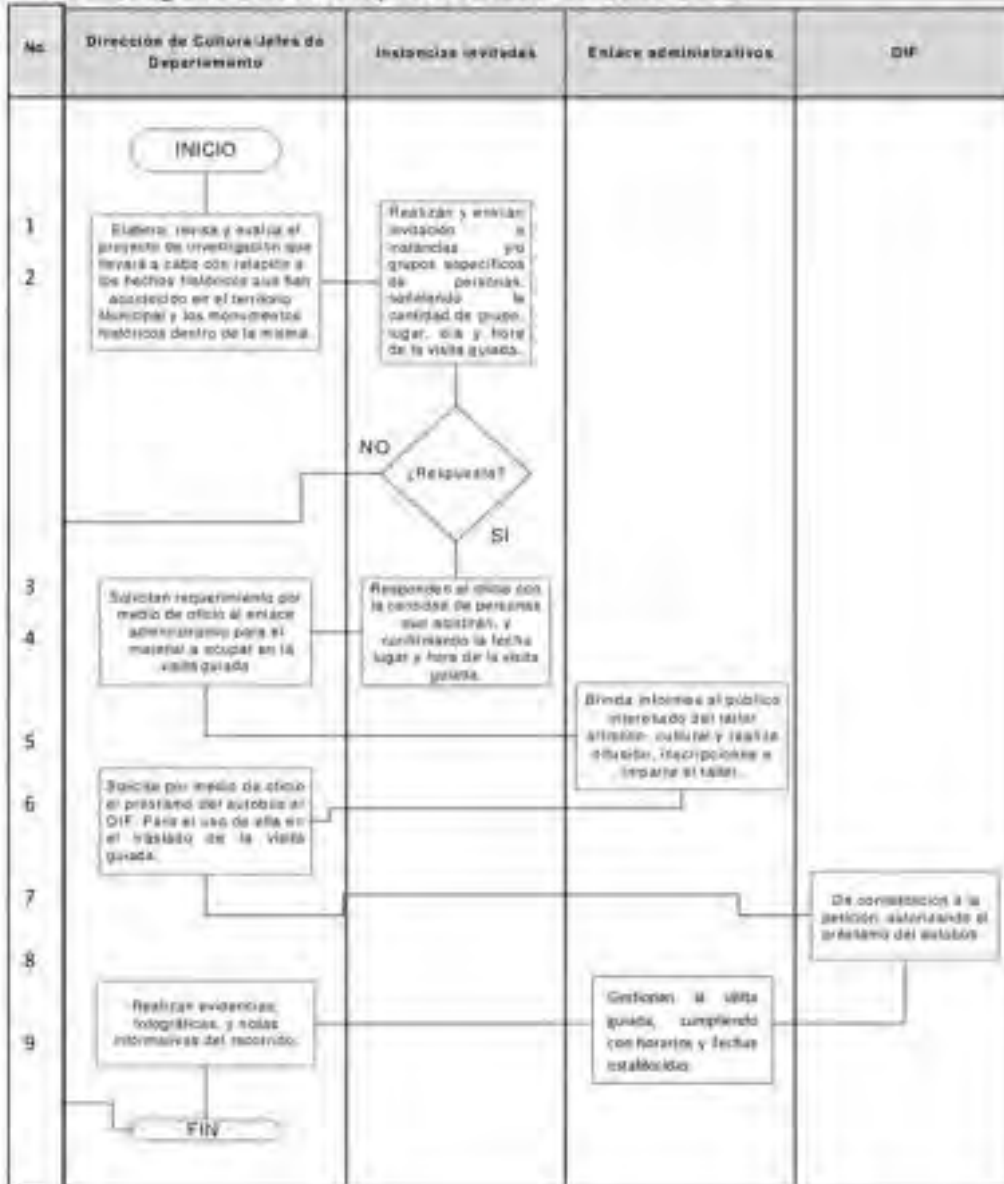 No.
Dirección de Cultura Jefes de
Departamento
Instancias invitadas
Enlace administrativos
DIF
INICIO
1
2
Elabora, revisa y evalúa el
proyecto de investigación que
llevará a cabo con relación a
los hechos históricos que han
acontecido en el territorio
Municipal y los monumentos
históricos dentro de la misma.
Realizan y envían
invitación a
instancias y/o
grupos específicos
de personas,
señalando la
cantidad de grupo,
lugar, día y hora
de la visita guiada.
NO
¿Respuesta?
SI
3
4
Solicitan requerimiento por
medio de oficio al enlace
administrativo para el
material a ocupar en la
visita guiada
Responden al oficio con
la cantidad de personas
que asistirán, y
confirmando la fecha
lugar y hora de la visita
guiada.
5
Brinda informes al público
interesado del taller
artístico, cultural y realiza
difusión, inscripciones e
imparte el taller.
6
Solicita por medio de oficio
el préstamo del autobús al
DIF. Para el uso de ella en
el traslado de la visita
guiada.
7
Da contestación a la
petición, autorizando el
préstamo del autobús
8
9
Realizan evidencias,
fotográficas, y notas
informativas del recorrido.
Gestionan la visita
guiada, cumpliendo
con horarios y fechas
establecidas
FIN